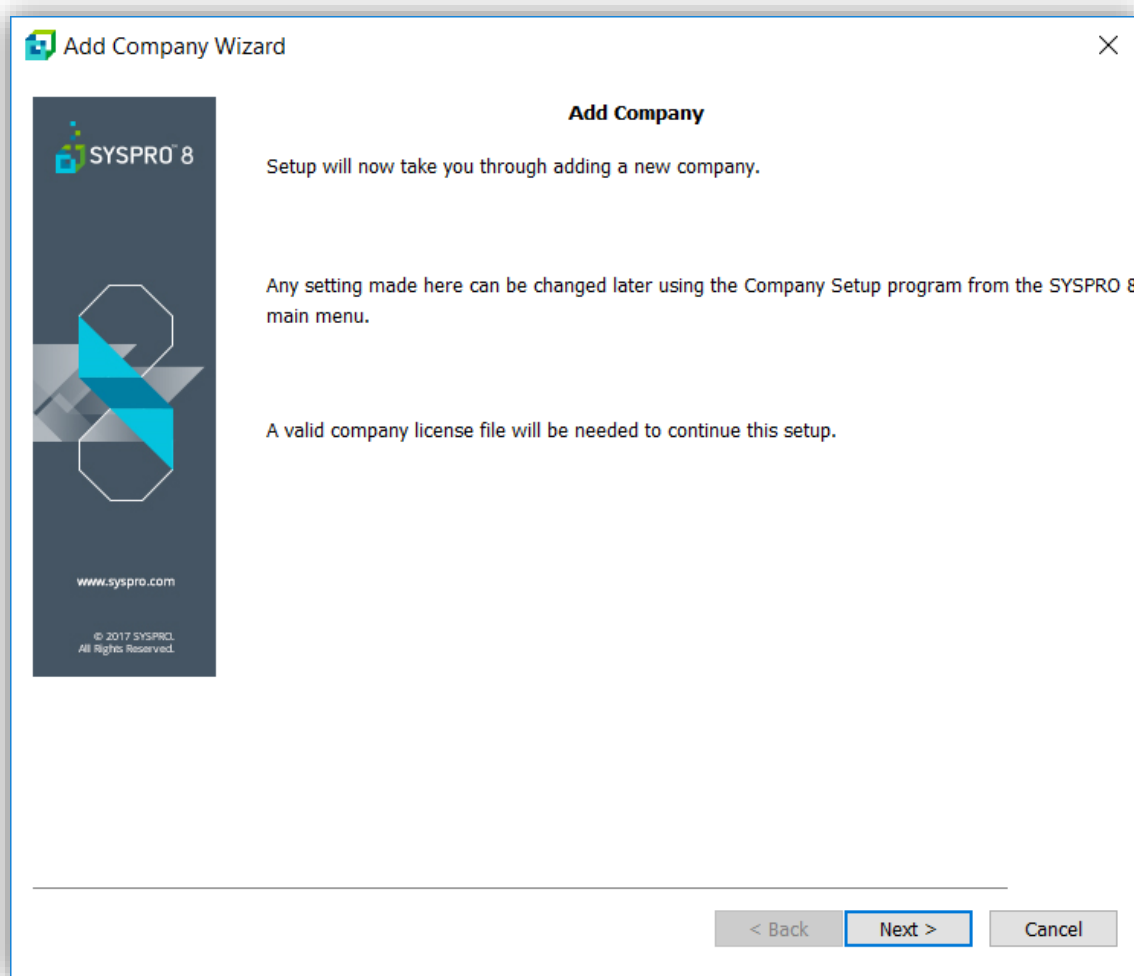 Add Company Wizard
SYSPRO™ 8
Add Company
Setup will now take you through adding a new company.
Any setting made here can be changed later using the Company Setup program from the SYSPRO 8
main menu.
A valid company license file will be needed to continue this setup.
www.syspro.com
© 2017 SYSPRO.
All Rights Reserved.
< Back
Next >
Cancel